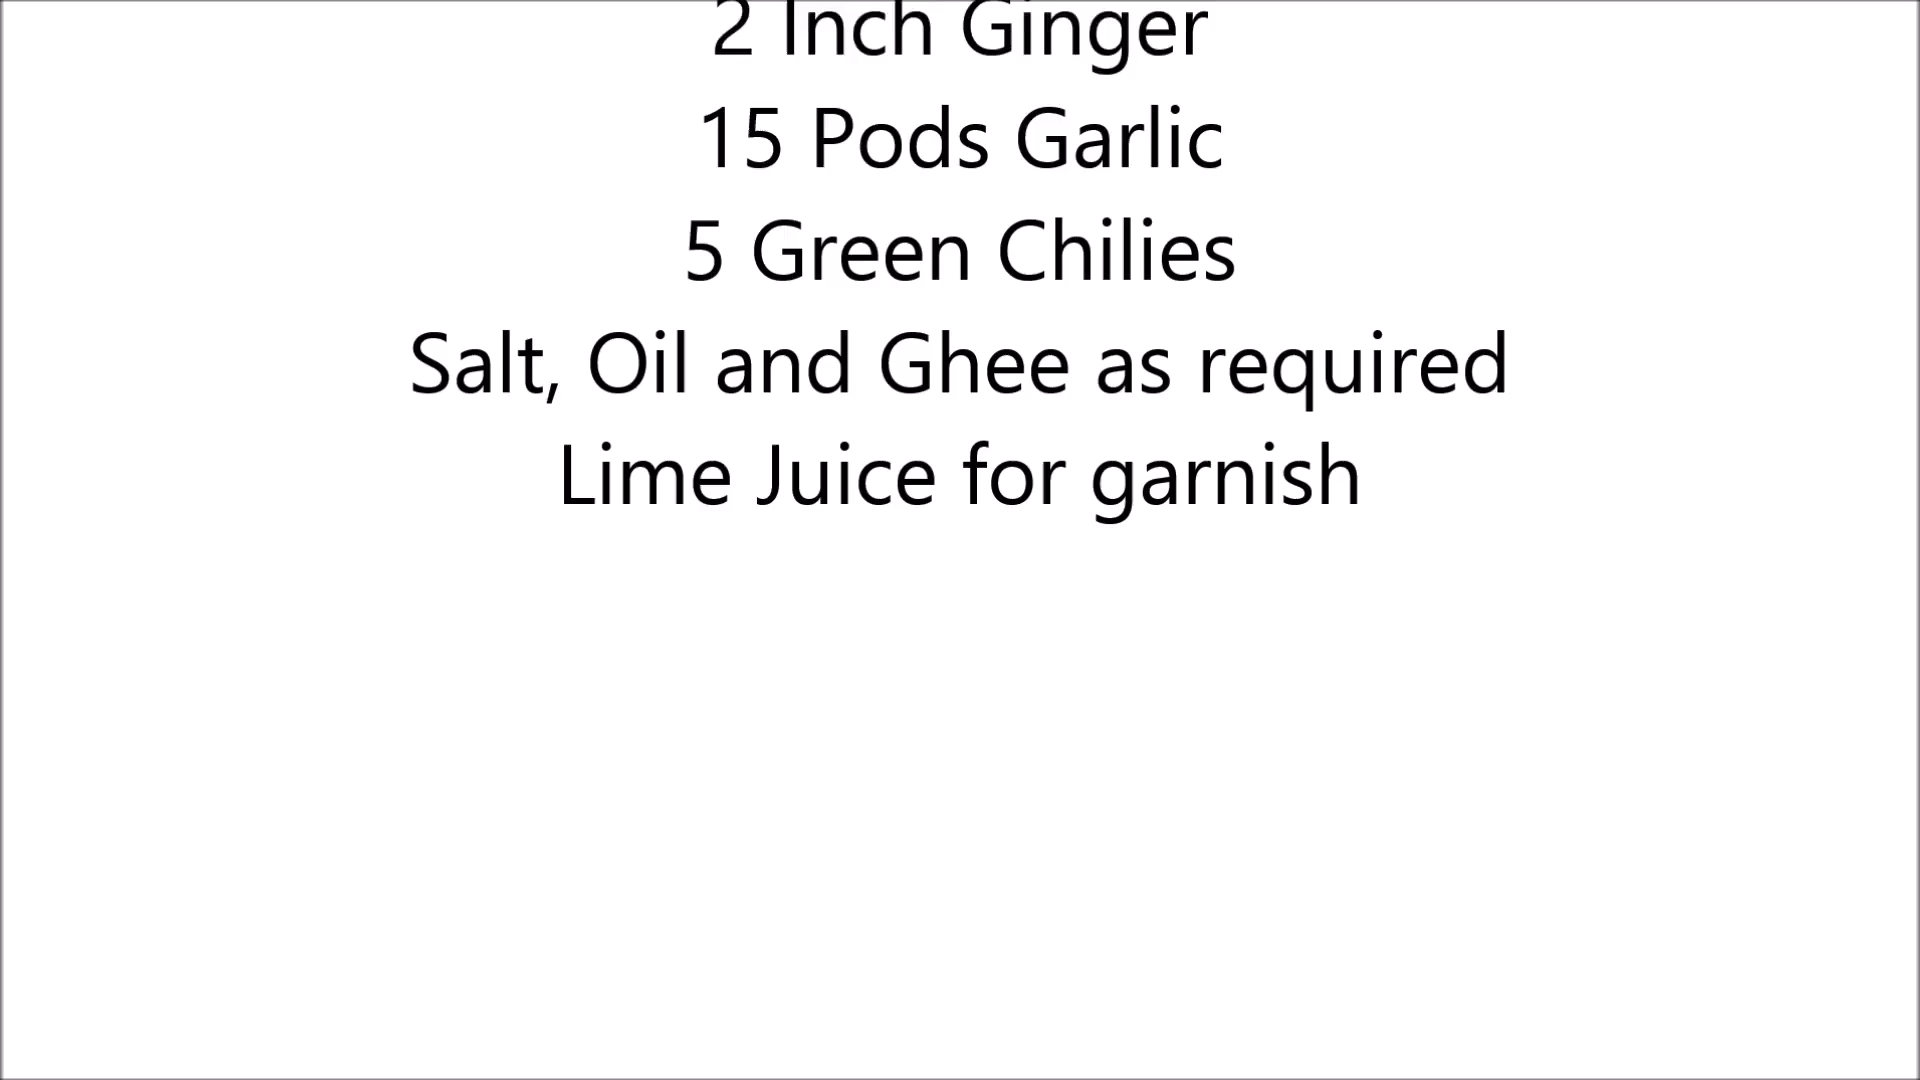 2 Inch Ginger
15 Pods Garlic
5 Green Chilies
Salt, Oil and Ghee as required
Lime Juice for garnish